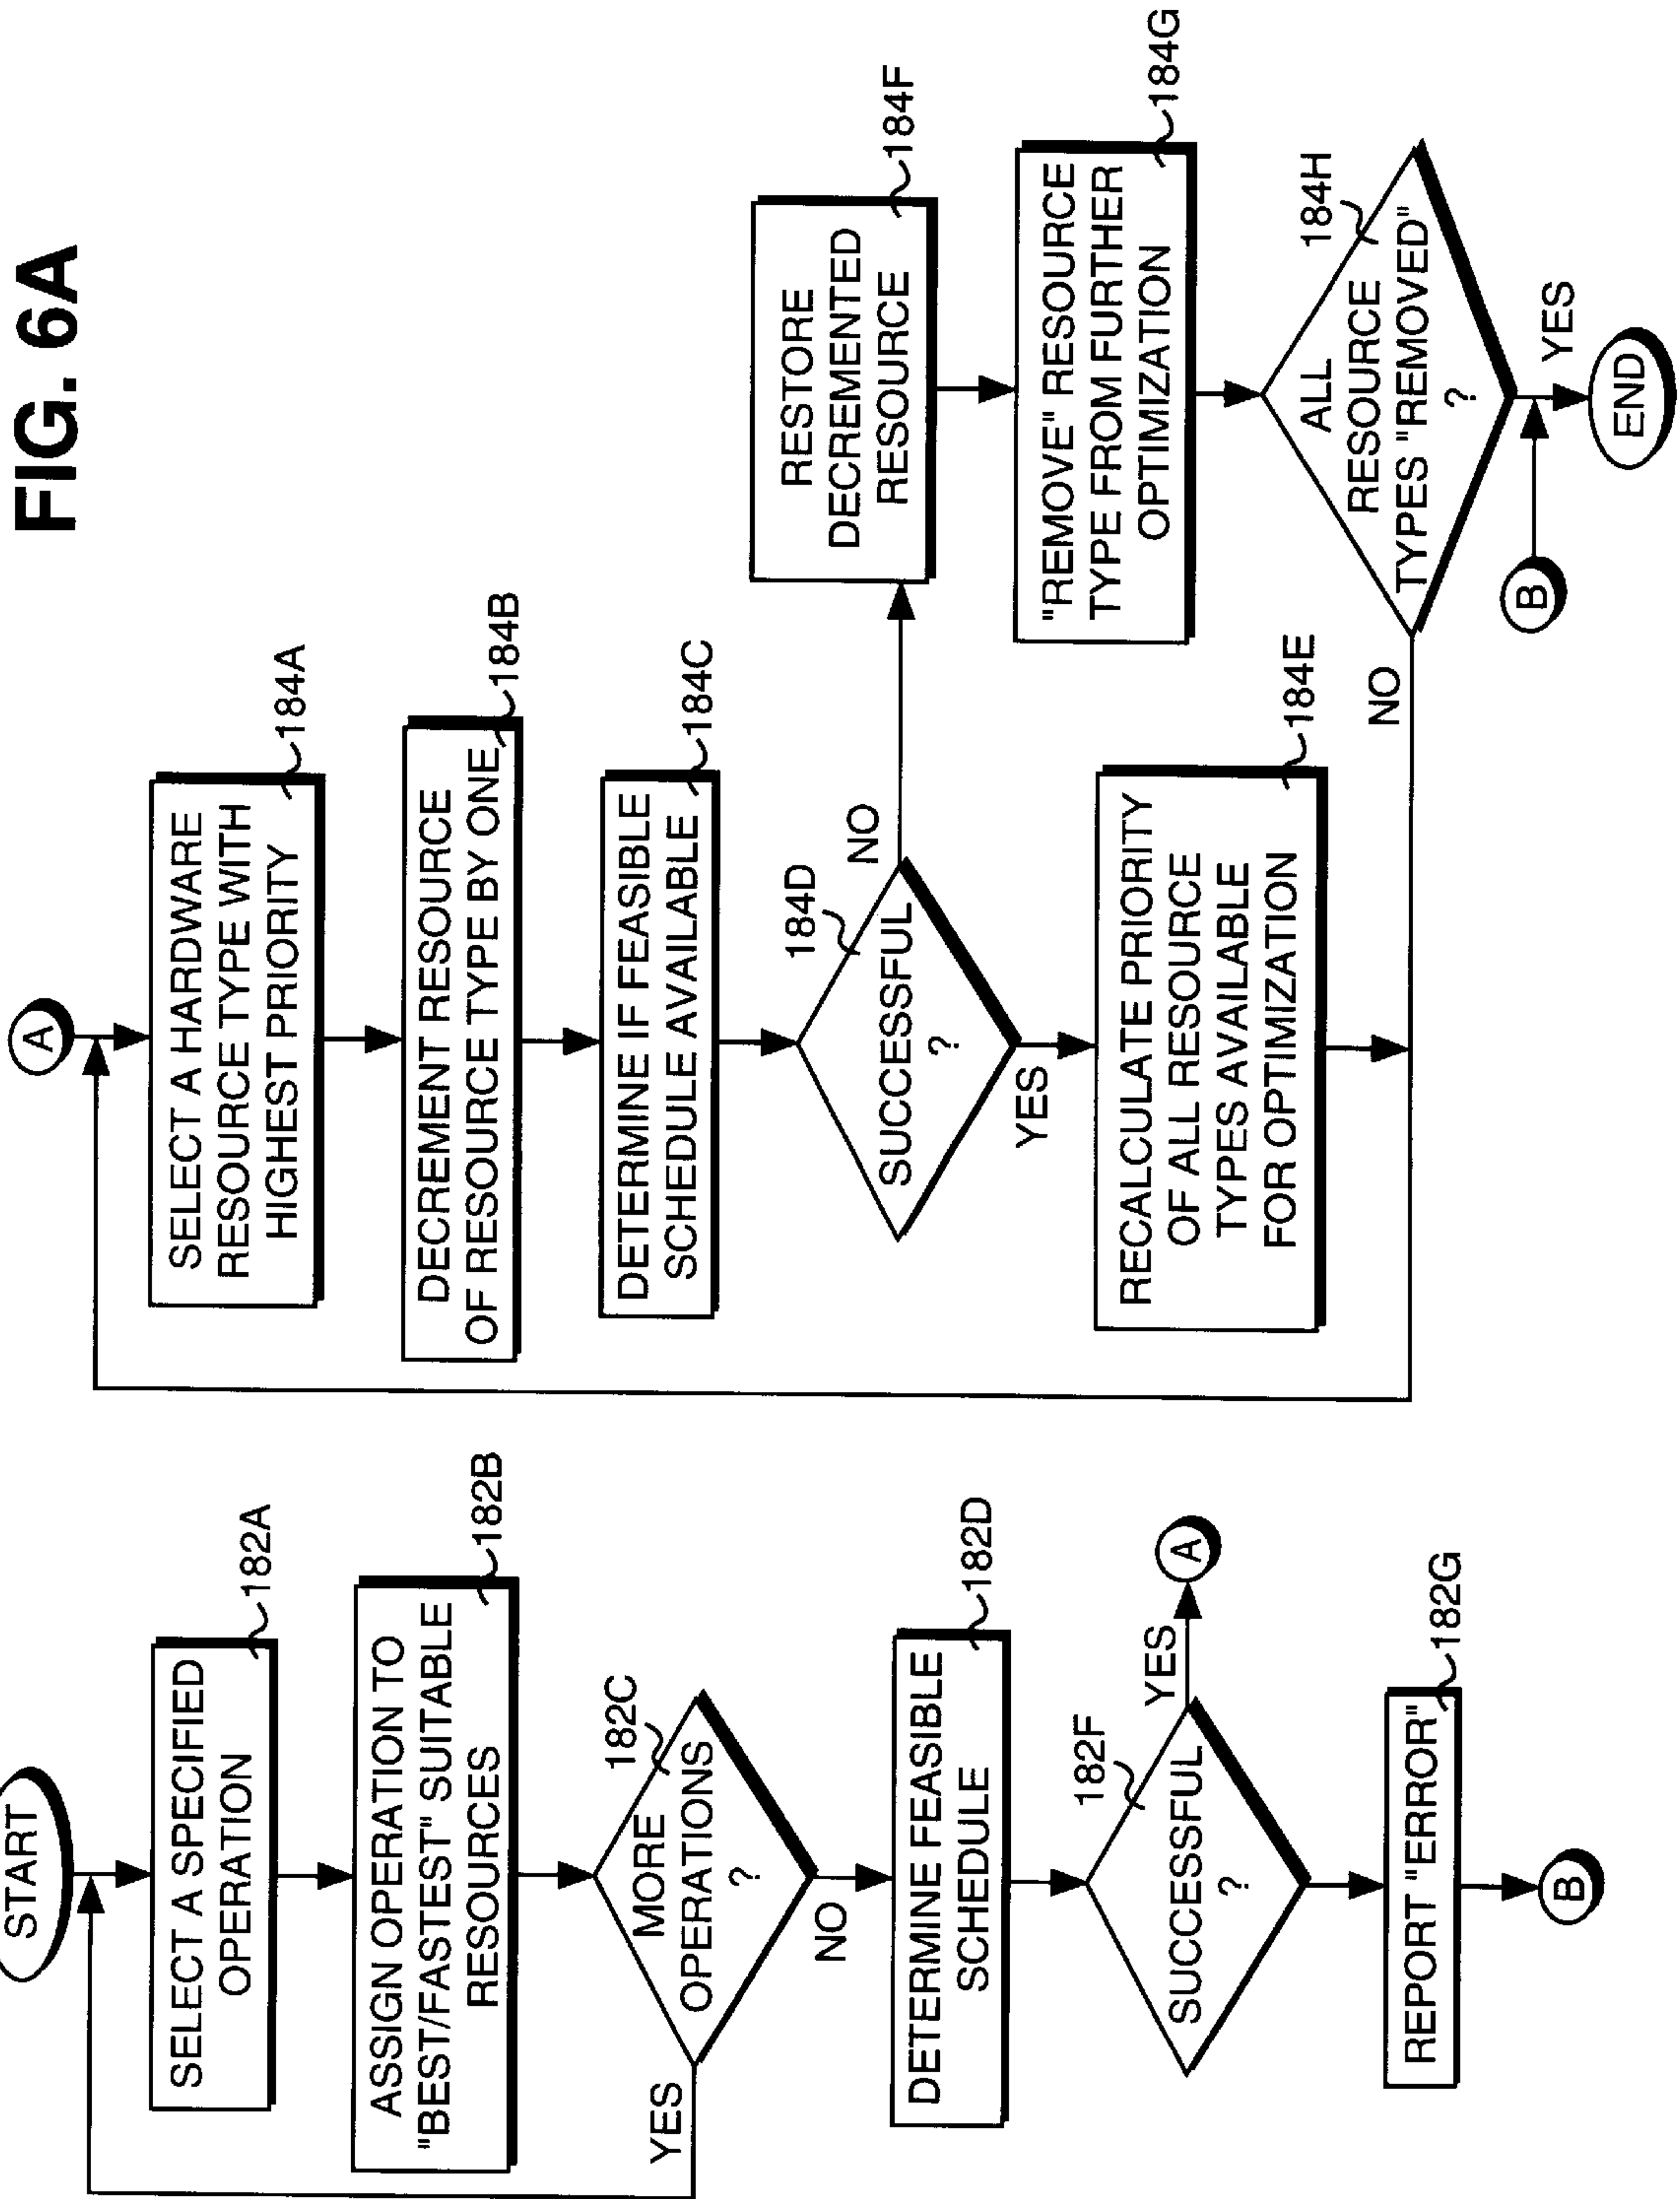 FIG. 6A
START
SELECT A SPECIFIED
OPERATION
182A
ASSIGN OPERATION TO
"BEST/FASTEST" SUITABLE
RESOURCES
182B
MORE
OPERATIONS
?
182C
YES
NO
DETERMINE FEASIBLE
SCHEDULE
182D
SUCCESSFUL
?
182F
YES
A
REPORT "ERROR"
182G
B
A
SELECT A HARDWARE
RESOURCE TYPE WITH
HIGHEST PRIORITY
184A
DECREMENT RESOURCE
OF RESOURCE TYPE BY ONE
184B
DETERMINE IF FEASIBLE
SCHEDULE AVAILABLE
184C
SUCCESSFUL
?
184D
NO
YES
RECALCULATE PRIORITY
OF ALL RESOURCE
TYPES AVAILABLE
FOR OPTIMIZATION
184E
RESTORE
DECREMENTED
RESOURCE
184F
"REMOVE" RESOURCE
TYPE FROM FURTHER
OPTIMIZATION
184G
ALL
RESOURCE
TYPES "REMOVED"
?
184H
NO
YES
B
END